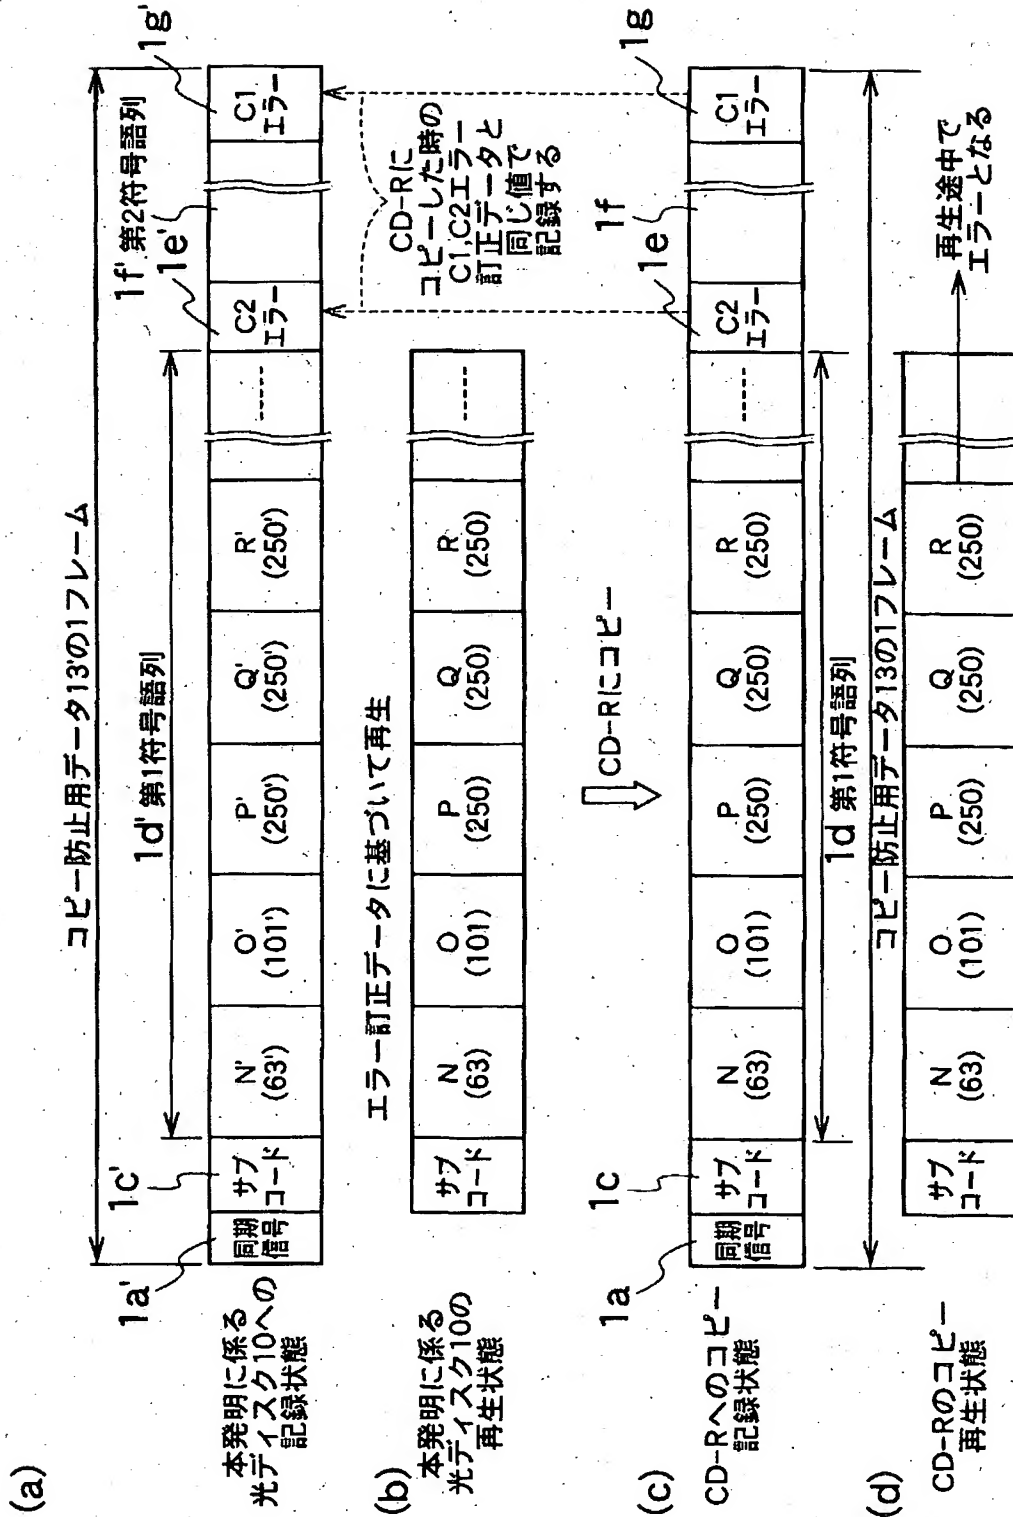 (a)
コピー防止用データ13'の1フレーム
1d' 第1符号語列
1f' 第2符号語列
1a'
1c'
1e'
1g'
本発明に係る
光ディスク10への
記録状態
同期
信号
サブ
コード
N'
(63')
O'
(101')
P'
(250')
Q'
(250')
R'
(250')
-----
C2
エラー
C1
エラー
エラー訂正データに基づいて再生
CD-Rに
コピーした時の
C1,C2エラー
訂正データと
同じ値で
記録する
(b)
本発明に係る
光ディスク10の
再生状態
サブ
コード
N
(63)
O
(101)
P
(250)
Q
(250)
R
(250)
-----
CD-Rにコピー
(c)
1a
1c
1e
1f
1g
CD-Rへのコピー
記録状態
同期
信号
サブ
コード
N
(63)
O
(101)
P
(250)
Q
(250)
R
(250)
-----
C2
エラー
C1
エラー
1d 第1符号語列
コピー防止用データ13の1フレーム
(d)
CD-Rのコピー
再生状態
サブ
コード
N
(63)
O
(101)
P
(250)
Q
(250)
R
(250)
再生途中で
エラーとなる